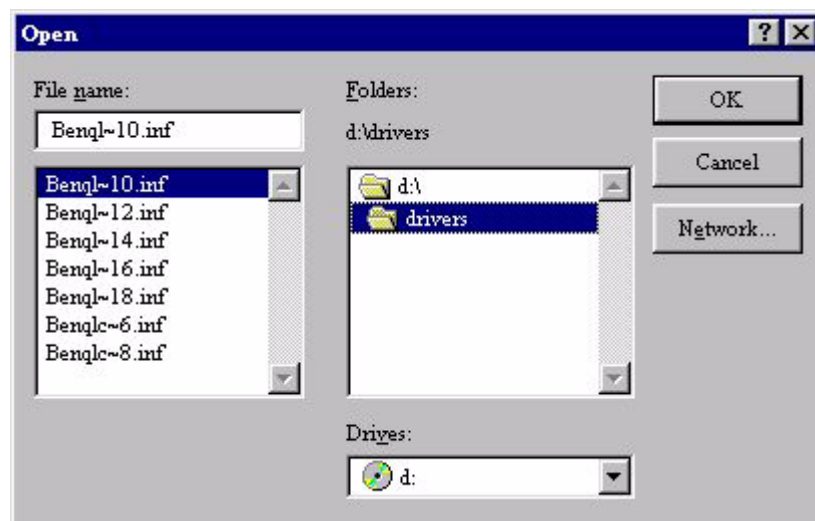 Open
File name:
Benql~10.inf
Benql~10.inf
Benql~12.inf
Benql~14.inf
Benql~16.inf
Benql~18.inf
Benqlc~6.inf
Benqlc~8.inf
Folders:
d:\drivers
d:\
drivers
Drives:
d:
OK
Cancel
Network...